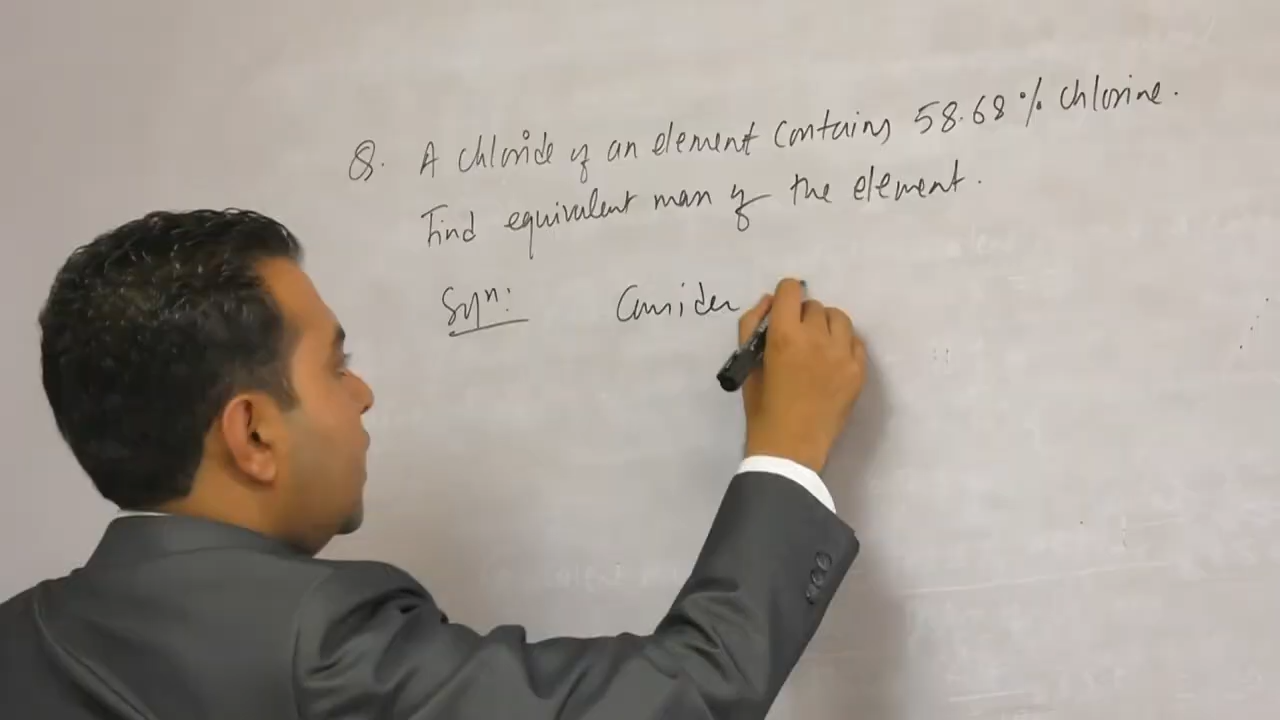 Q. A chloride of an element contains 58.68% chlorine.
Find equivalent mass of the element.
Solⁿ: Consider